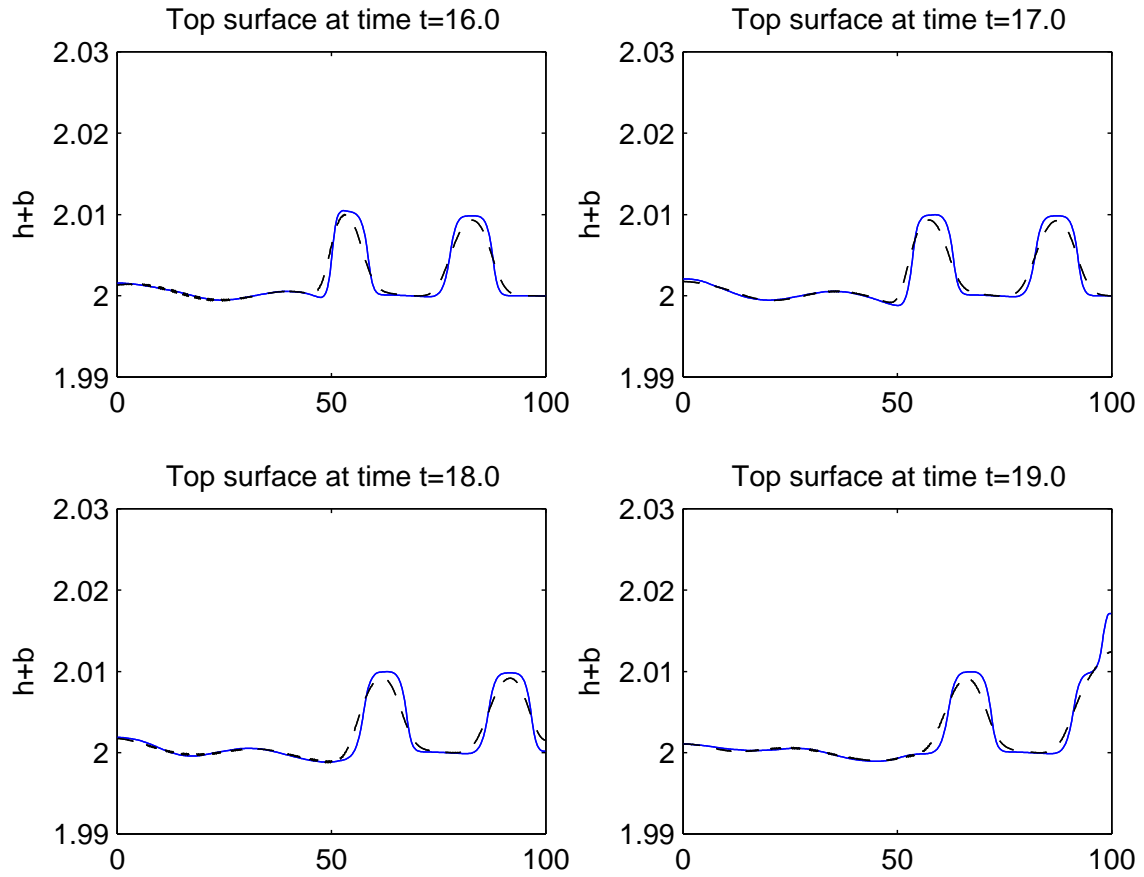 Top surface at time t=16.0
2.03
2.02
2.01
2
1.99
h+b
0 50 100
Top surface at time t=17.0
2.03
2.02
2.01
2
1.99
h+b
0 50 100
Top surface at time t=18.0
2.03
2.02
2.01
2
1.99
h+b
0 50 100
Top surface at time t=19.0
2.03
2.02
2.01
2
1.99
h+b
0 50 100